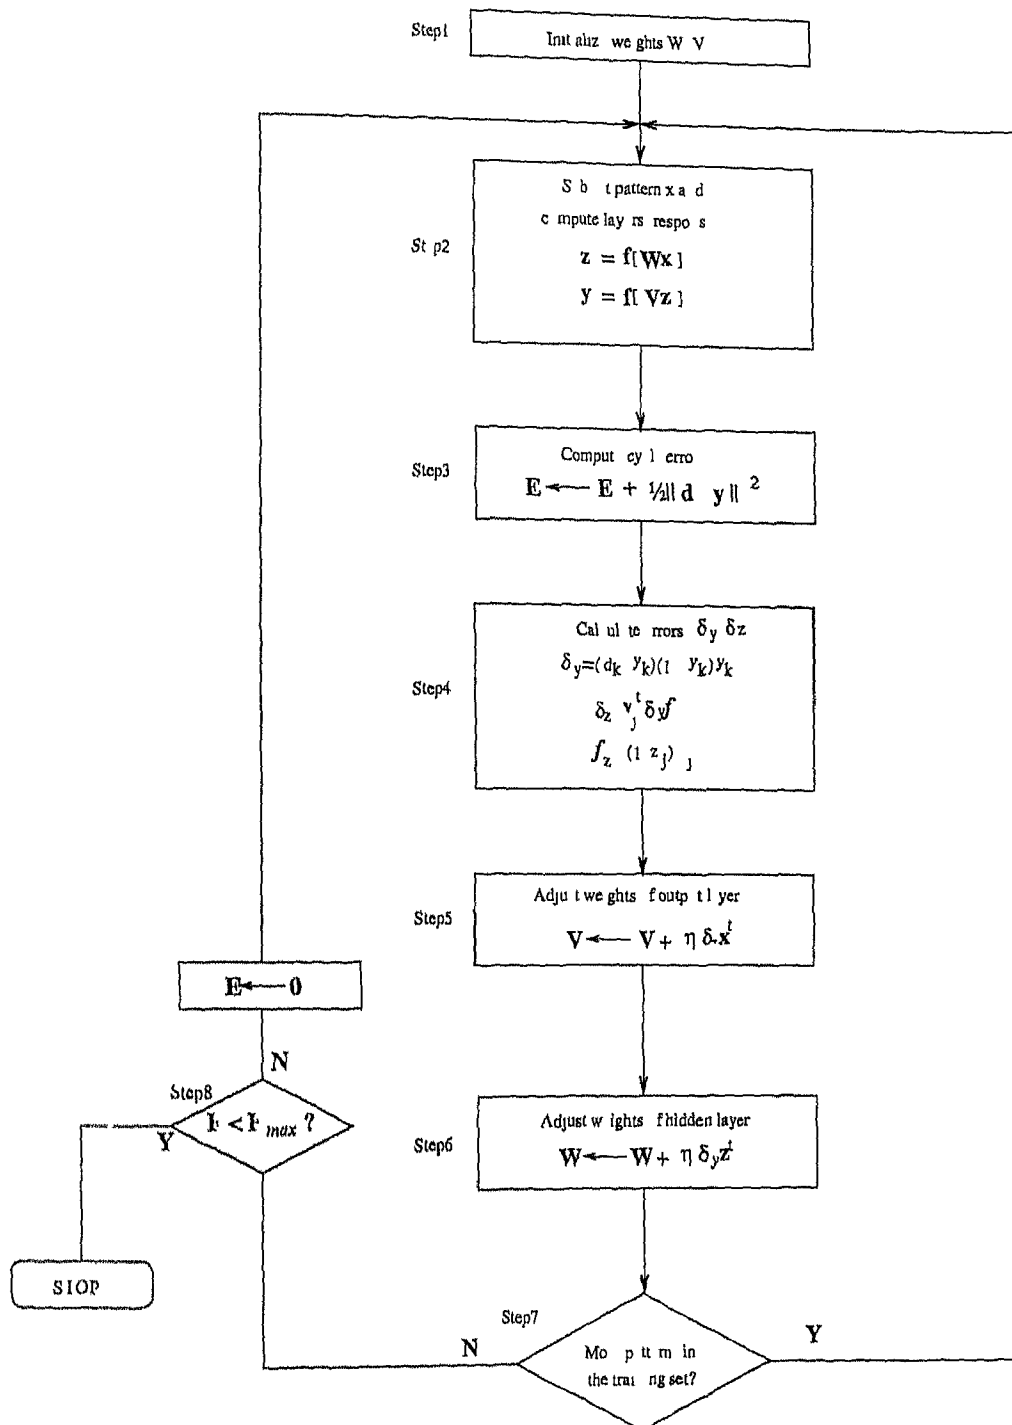 Step1
Init aliz we ghts W V
St p2
S b t pattern x a d
c mpute lay rs respo s
z = f[Wx]
y = f[Vz]
Step3
Comput cy l erro
E ← E + ½|| d y || 2
Step4
Cal ul te rrors δy δz
δy=(dk yk)(1 yk)yk
δz vjt δyf
fz (1 zj) j
Step5
Adju t we ghts f outp t l yer
V ← V + η δ xt
E ← 0
N
Step8
E < Emax ?
Y
Step6
Adjust w ights f hidden layer
W ← W + η δy zt
SIOP
Step7
N
Mo p tt rn in
the trai ng set?
Y